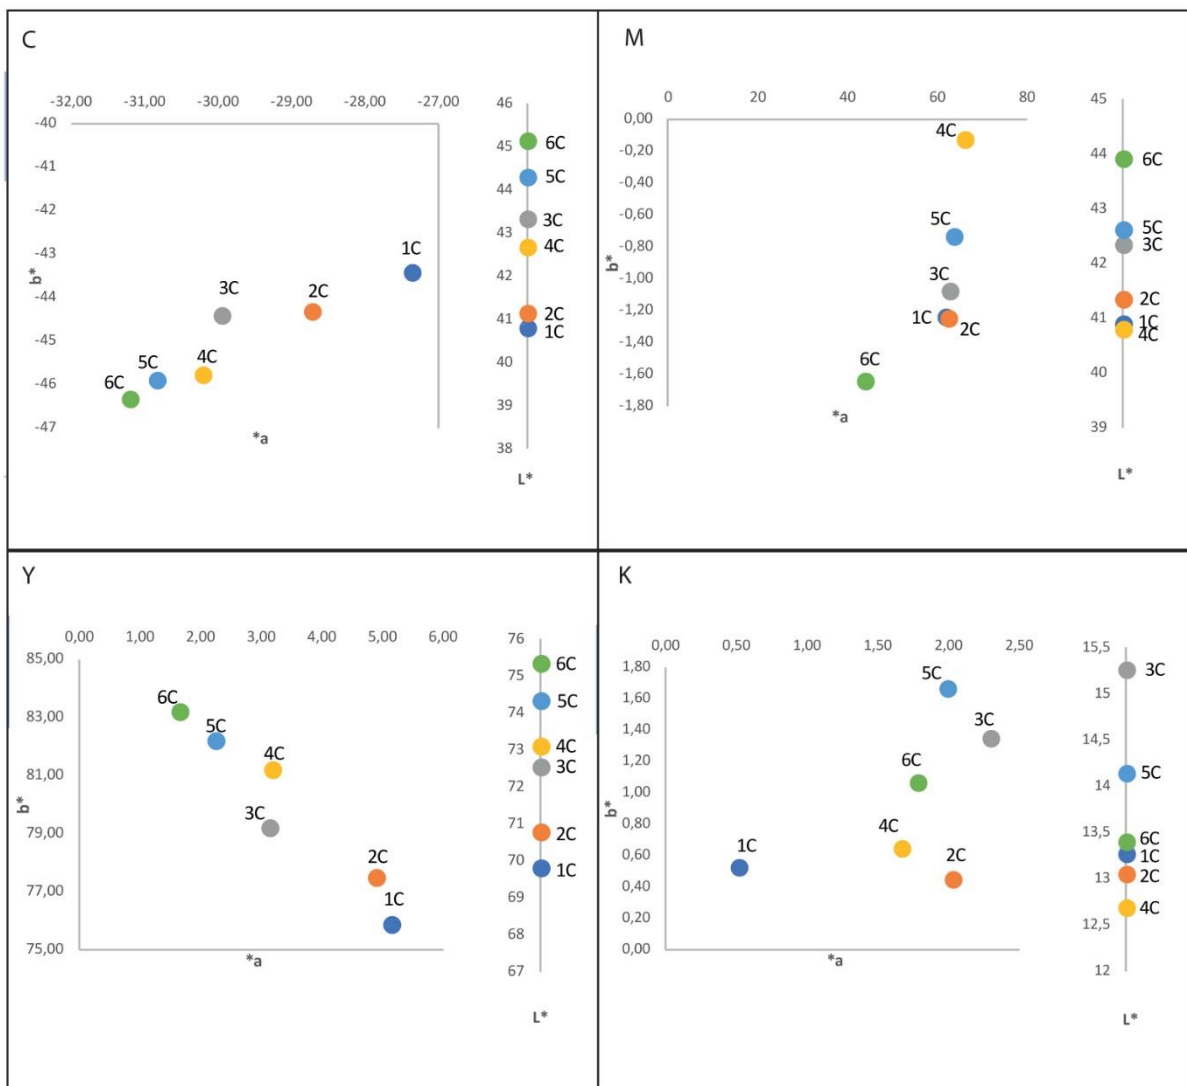 C
-32,00 -31,00 -30,00 -29,00 -28,00 -27,00
-40
-41
-42
-43
-44
-45
-46
-47
b*
1C
2C
3C
4C
5C
6C
*a
46
45
44
43
42
41
40
39
38
6C
5C
3C
4C
2C
1C
L*
M
0 20 40 60 80
0,00
-0,20
-0,40
-0,60
-0,80
-1,00
-1,20
-1,40
-1,60
-1,80
b*
4C
5C
3C
1C
2C
6C
*a
45
44
43
42
41
40
39
6C
5C
3C
2C
1C
4C
L*
Y
0,00 1,00 2,00 3,00 4,00 5,00 6,00
85,00
83,00
81,00
79,00
77,00
75,00
b*
6C
5C
4C
3C
2C
1C
*a
76
75
74
73
72
71
70
69
68
67
6C
5C
4C
3C
2C
1C
L*
K
0,00 0,50 1,00 1,50 2,00 2,50
1,80
1,60
1,40
1,20
1,00
0,80
0,60
0,40
0,20
0,00
b*
5C
3C
6C
4C
1C
2C
*a
15,5
15
14,5
14
13,5
13
12,5
12
3C
5C
6C
1C
2C
4C
L*